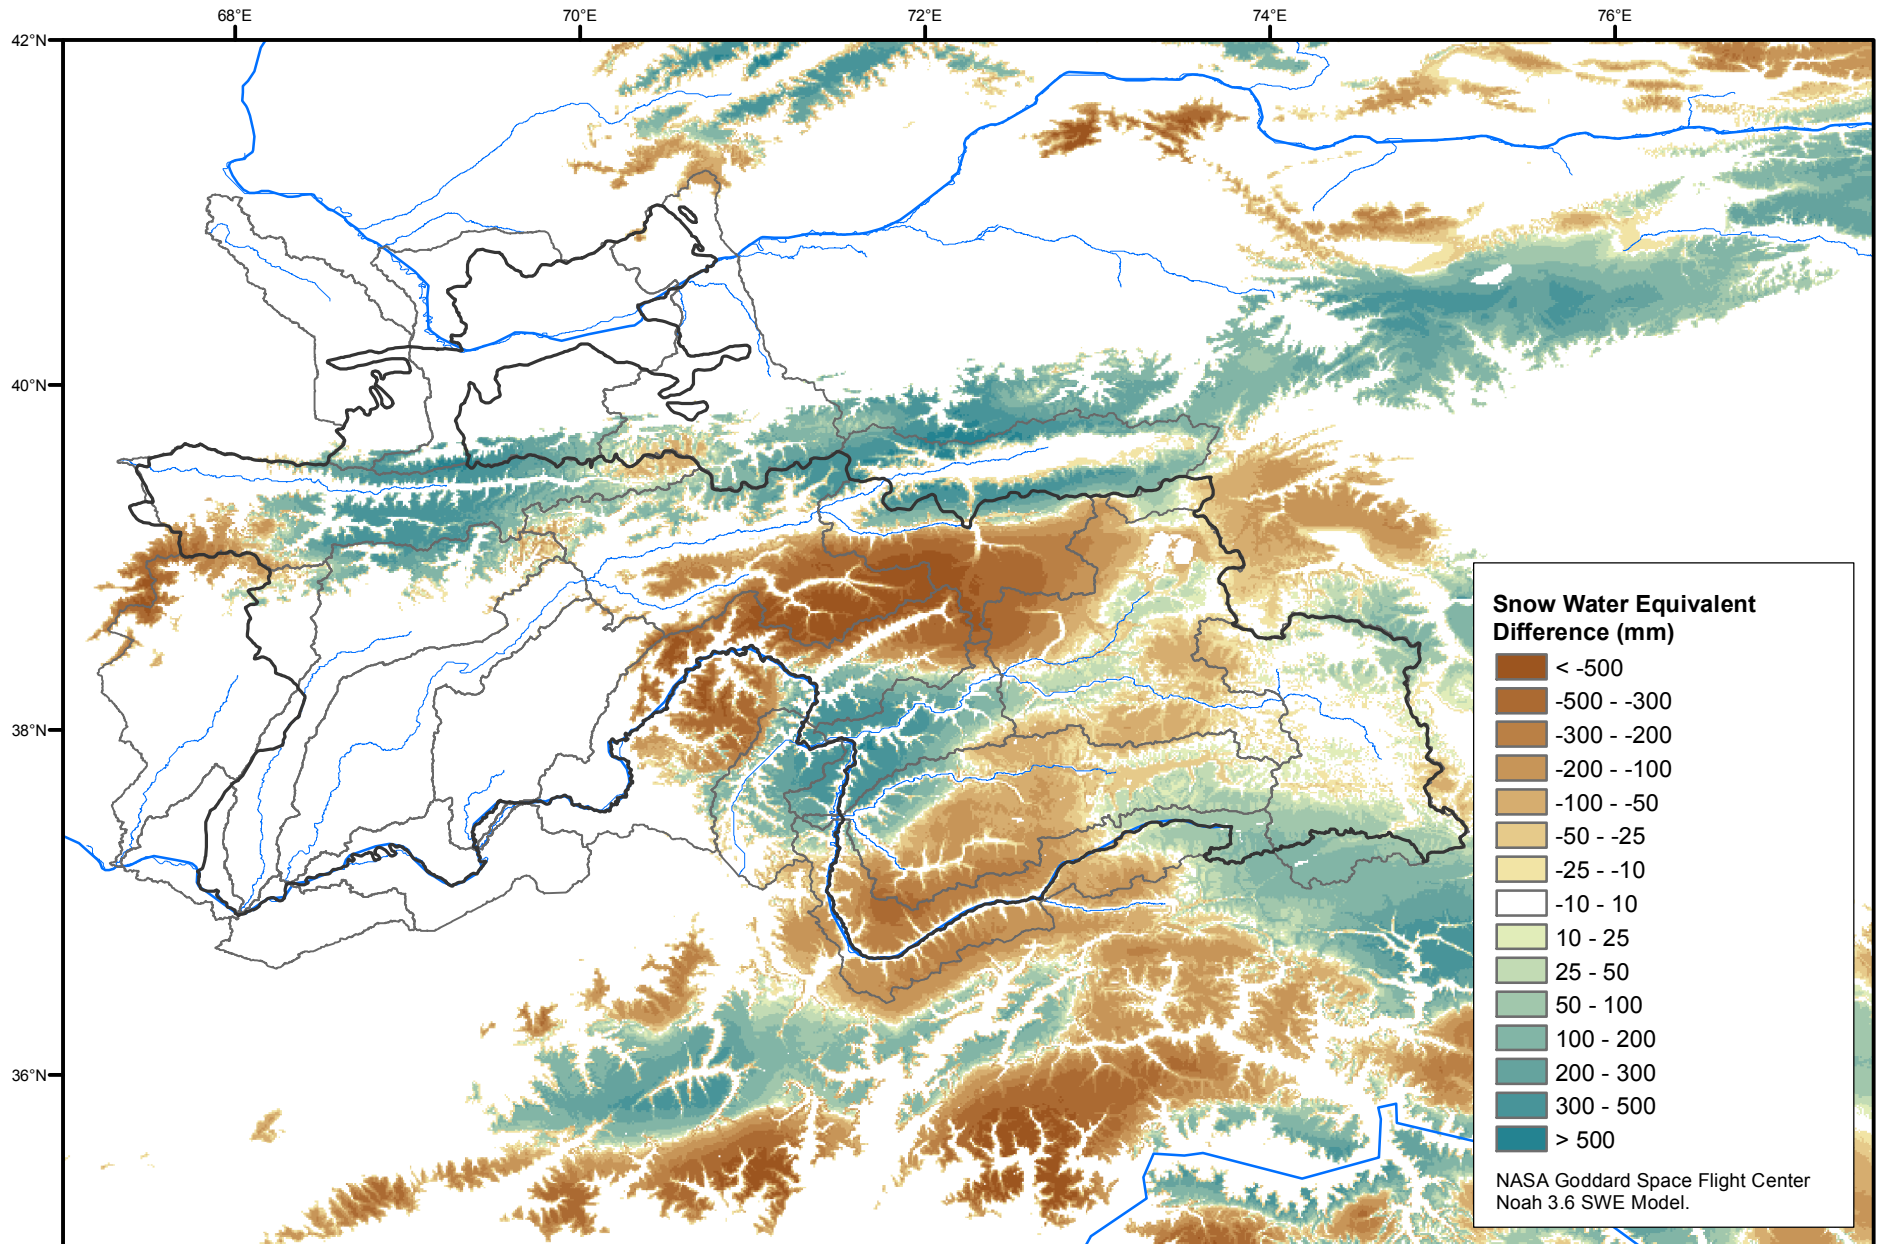 68°E 70°E 72°E 74°E 76°E
42°N
40°N
38°N
36°N
Snow Water Equivalent
Difference (mm)
< -500
-500 - -300
-300 - -200
-200 - -100
-100 - -50
-50 - -25
-25 - -10
-10 - 10
10 - 25
25 - 50
50 - 100
100 - 200
200 - 300
300 - 500
> 500
NASA Goddard Space Flight Center
Noah 3.6 SWE Model.